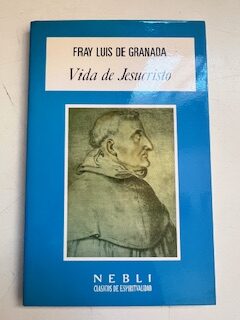 FRAY LUIS DE GRANADA
Vida de Jesucristo
NEBLI
CLASICOS DE ESPIRITUALIDAD